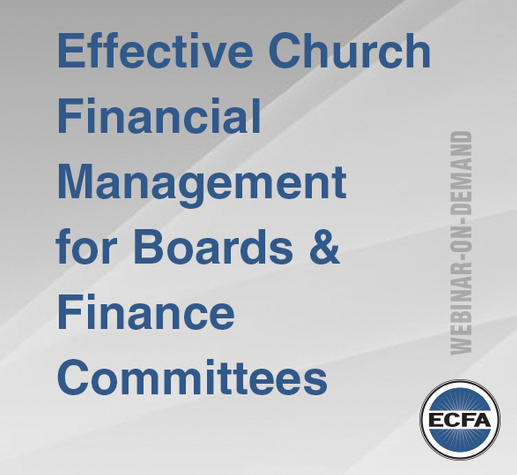 Effective Church
Financial
Management
for Boards &
Finance
Committees
WEBINAR-ON-DEMAND
ECFA